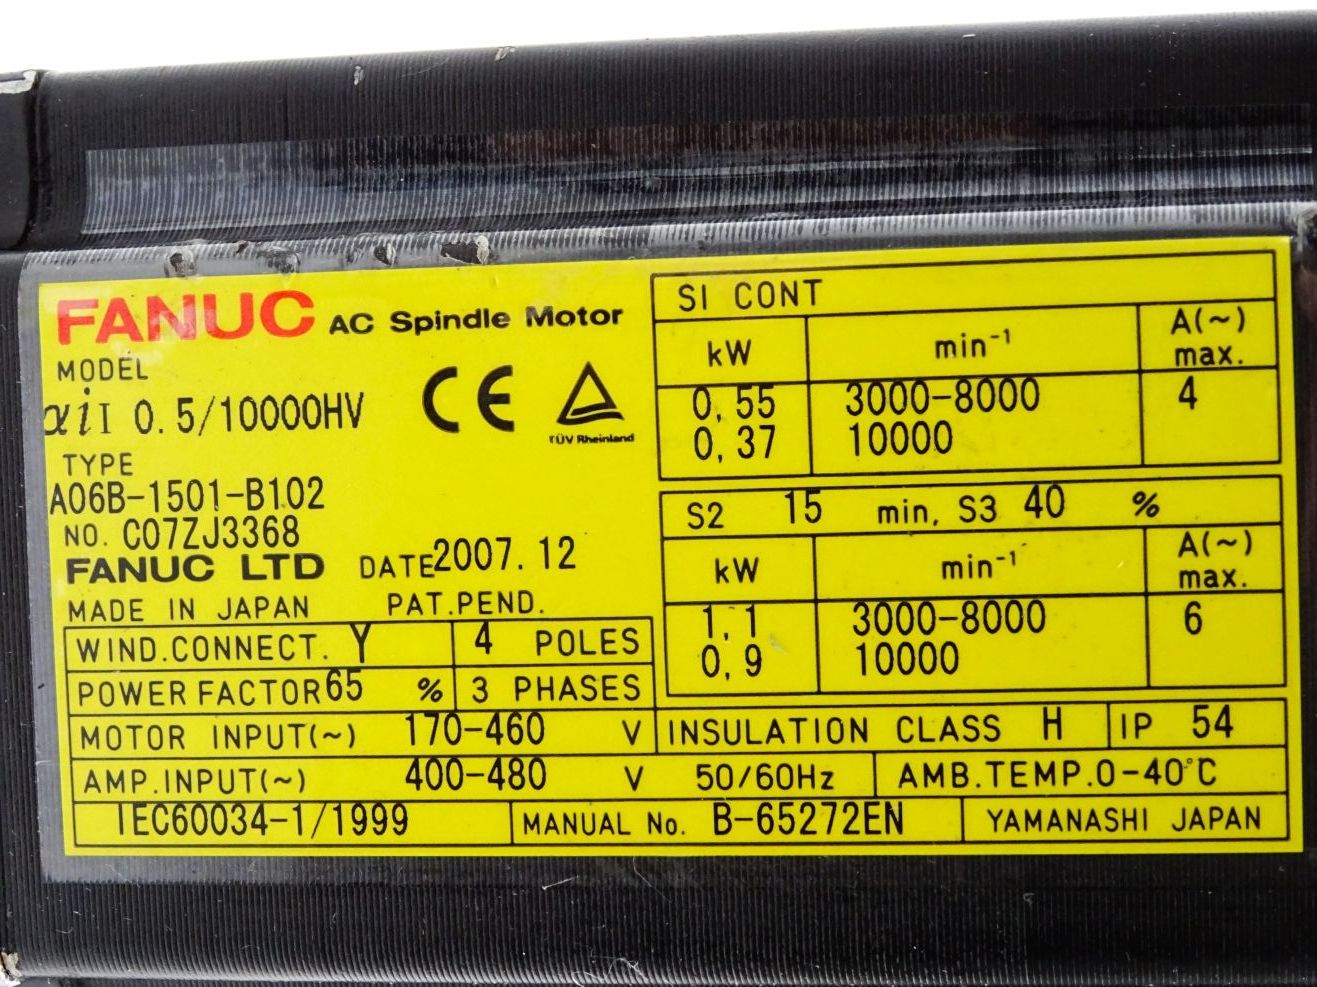 FANUC AC Spindle Motor
MODEL
αiI 0.5/10000HV
CE
TÜV Rheinland
TYPE
A06B-1501-B102
NO. C07ZJ3368
FANUC LTD DATE 2007.12
MADE IN JAPAN PAT.PEND.
SI CONT
kW min⁻¹ A(~) max.
0,55 3000-8000 4
0,37 10000
S2 15 min, S3 40 %
kW min⁻¹ A(~) max.
1,1 3000-8000 6
0,9 10000
WIND.CONNECT. Y 4 POLES
POWER FACTOR 65 % 3 PHASES
MOTOR INPUT(~) 170-460 V INSULATION CLASS H IP 54
AMP.INPUT(~) 400-480 V 50/60Hz AMB.TEMP.0-40°C
IEC60034-1/1999 MANUAL No. B-65272EN YAMANASHI JAPAN